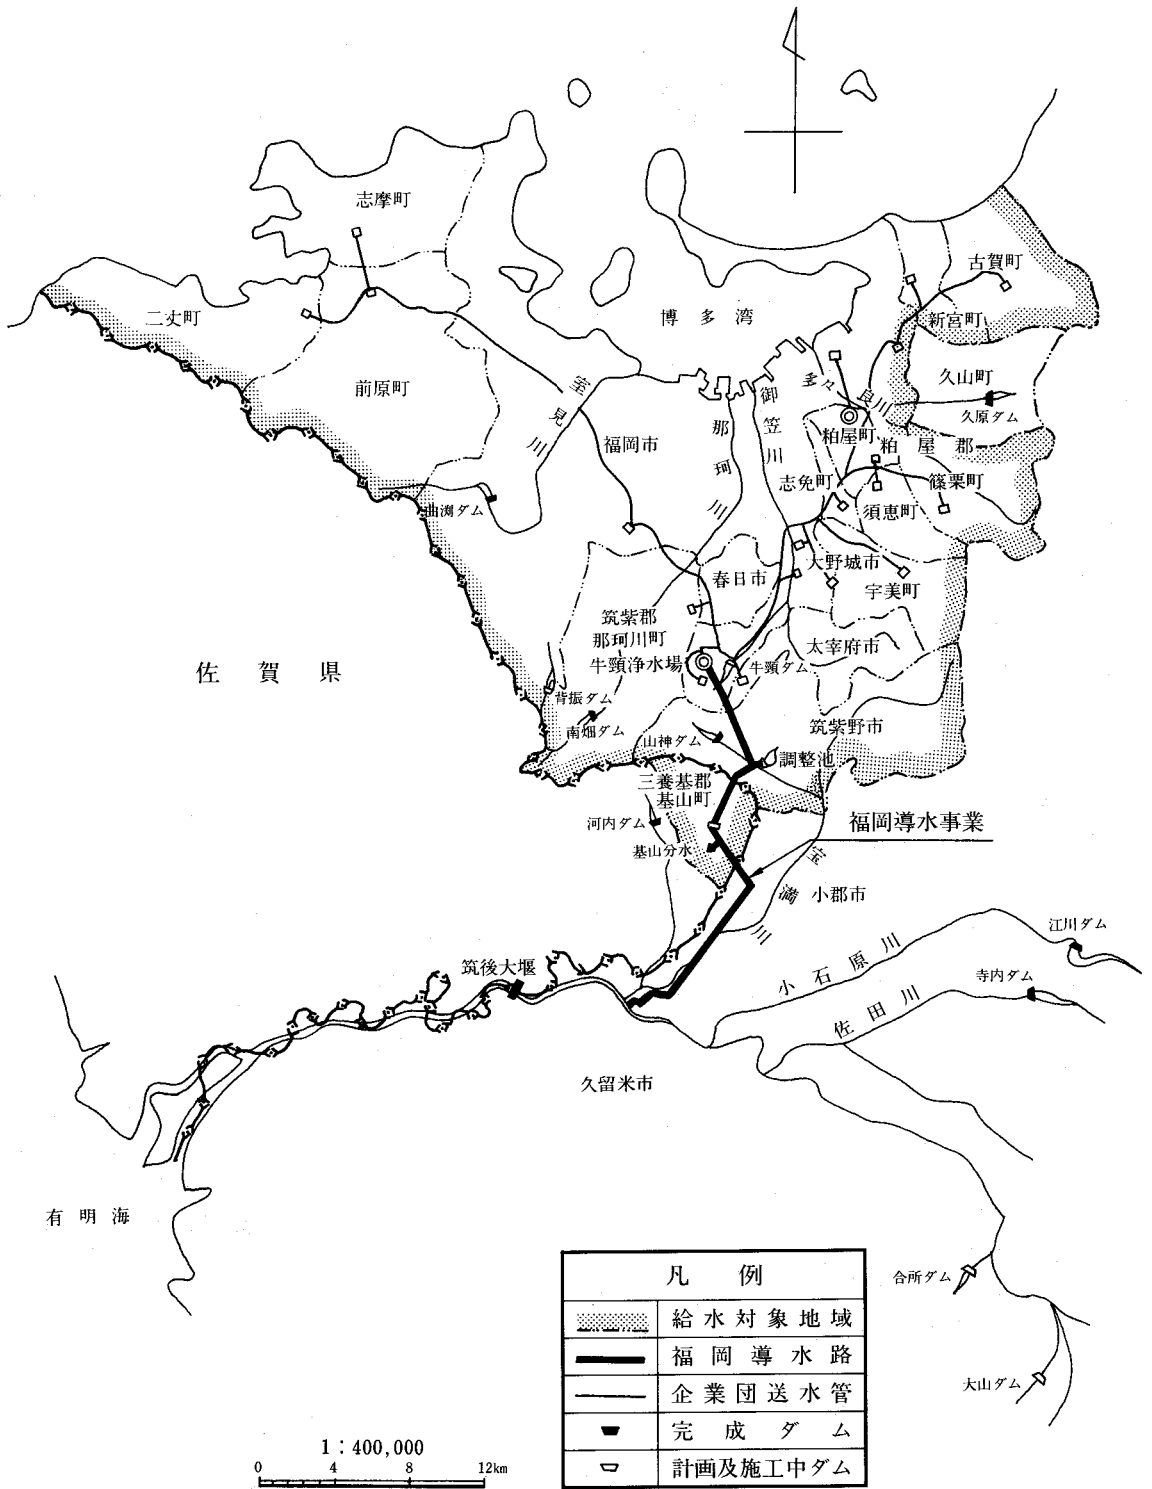 志摩町
古賀町
二丈町
博多湾
新宮町
前原町
室見川
御笠川
多々良川
久山町
久原ダム
那珂川
福岡市
粕屋町
粕屋郡
志免町
篠栗町
曲渕ダム
須恵町
大野城市
春日市
宇美町
筑紫郡
那珂川町
太宰府市
佐賀県
牛頸浄水場
牛頸ダム
背振ダム
南畑ダム
筑紫野市
山神ダム
調整池
三養基郡
基山町
河内ダム
福岡導水事業
基山分水
宝満川
小郡市
江川ダム
小石原川
筑後大堰
寺内ダム
佐田川
久留米市
有明海
合所ダム
大山ダム
凡例
給水対象地域
福岡導水路
企業団送水管
完成ダム
計画及施工中ダム
1：400,000
0 4 8 12km